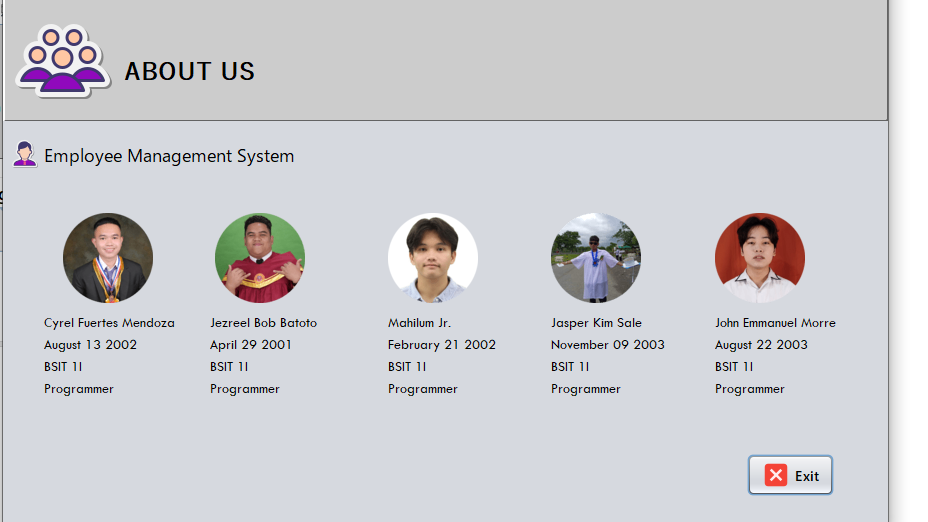 ABOUT US
Employee Management System
Cyrel Fuertes Mendoza
August 13 2002
BSIT 1I
Programmer
Jezreel Bob Batoto
April 29 2001
BSIT 1I
Programmer
Mahilum Jr.
February 21 2002
BSIT 1I
Programmer
Jasper Kim Sale
November 09 2003
BSIT 1I
Programmer
John Emmanuel Morre
August 22 2003
BSIT 1I
Programmer
Exit